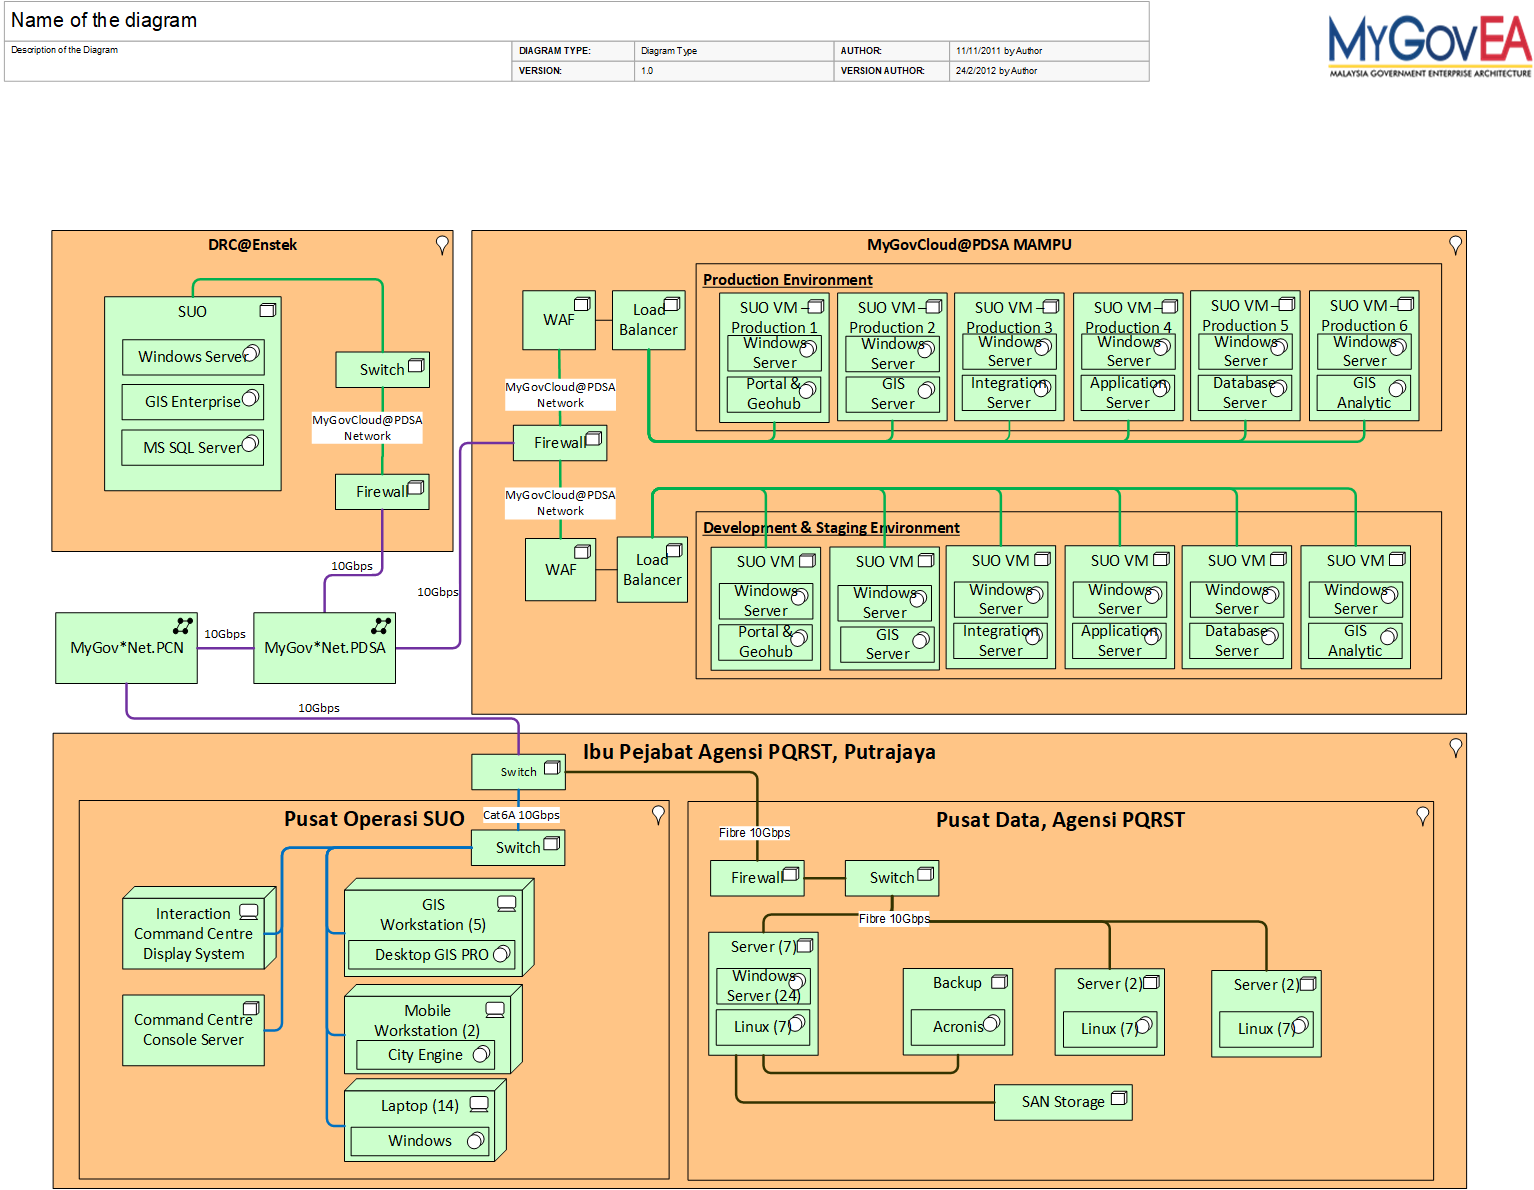 Name of the diagram
Description of the Diagram
DIAGRAM TYPE:
Diagram Type
AUTHOR:
11/11/2011 by Author
VERSION:
1.0
VERSION AUTHOR:
24/2/2012 by Author
MyGovEA
MALAYSIA GOVERNMENT ENTERPRISE ARCHITECTURE
DRC@Enstek
SUO
Windows Server
GIS Enterprise
MS SQL Server
Switch
MyGovCloud@PDSA
Network
Firewall
10Gbps
MyGov*Net.PCN
10Gbps
MyGov*Net.PDSA
10Gbps
10Gbps
MyGovCloud@PDSA MAMPU
WAF
Load
Balancer
MyGovCloud@PDSA
Network
Firewall
MyGovCloud@PDSA
Network
WAF
Load
Balancer
Production Environment
SUO VM –
Production 1
Windows
Server
Portal &
Geohub
SUO VM –
Production 2
Windows
Server
GIS
Server
SUO VM –
Production 3
Windows
Server
Integration
Server
SUO VM –
Production 4
Windows
Server
Application
Server
SUO VM –
Production 5
Windows
Server
Database
Server
SUO VM –
Production 6
Windows
Server
GIS
Analytic
Development & Staging Environment
SUO VM
Windows
Server
Portal &
Geohub
SUO VM
Windows
Server
GIS
Server
SUO VM
Windows
Server
Integration
Server
SUO VM
Windows
Server
Application
Server
SUO VM
Windows
Server
Database
Server
SUO VM
Windows
Server
GIS
Analytic
Ibu Pejabat Agensi PQRST, Putrajaya
Switch
Cat6A 10Gbps
Pusat Operasi SUO
Switch
Interaction
Command Centre
Display System
Command Centre
Console Server
GIS
Workstation (5)
Desktop GIS PRO
Mobile
Workstation (2)
City Engine
Laptop (14)
Windows
Pusat Data, Agensi PQRST
Fibre 10Gbps
Firewall
Switch
Fibre 10Gbps
Server (7)
Windows
Server (24)
Linux (7)
Backup
Acronis
Server (2)
Linux (7)
Server (2)
Linux (7)
SAN Storage